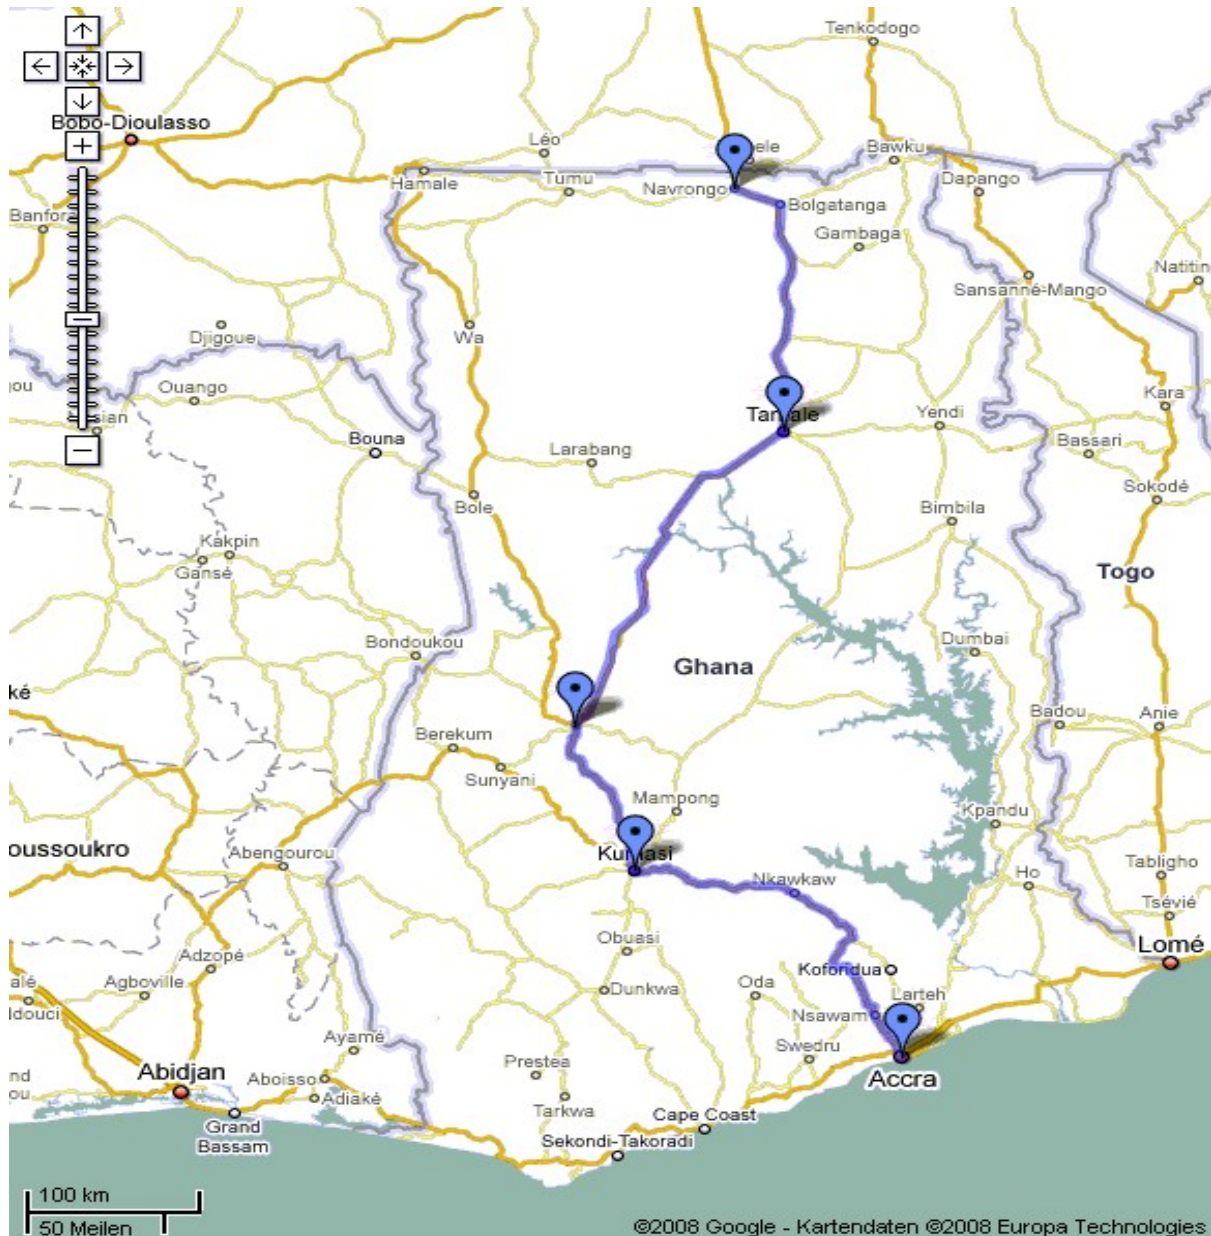 Tenkodogo
Bobo-Dioulasso
Léo
Bawku
Hamale
Tumu
Navrongo
Dapango
Banfora
Bolgatanga
Gambaga
Natiting
Sansanné-Mango
Djigoue
Wa
Ouango
Kara
Yendi
Bouna
Bassari
Larabang
Sokodé
Bole
Bimbila
Kakpin
Gansé
Togo
Bondoukou
Dumbai
Ghana
Badou
Anie
Berekum
Sunyani
Mampong
Kpandu
oussoukro
Abengourou
Kumasi
Tabligho
Nkawkaw
Ho
Tsévié
Obuasi
Lomé
Adzopé
Koforidua
Agboville
Dunkwa
Oda
Larteh
Nsawam
Ayamé
Swedru
Prestea
Abidjan
Aboisso
Accra
Adiaké
Tarkwa
Cape Coast
Grand
Bassam
Sekondi-Takoradi
100 km
50 Meilen
©2008 Google - Kartendaten ©2008 Europa Technologies